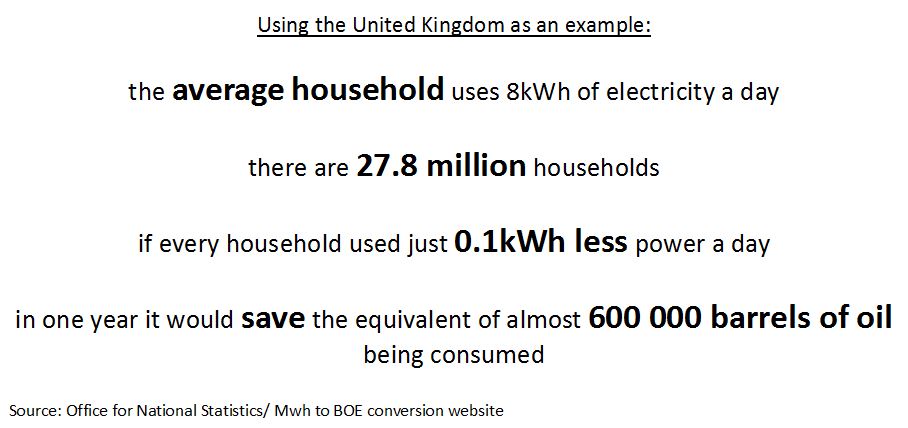 Using the United Kingdom as an example:
the average household uses 8kWh of electricity a day
there are 27.8 million households
if every household used just 0.1kWh less power a day
in one year it would save the equivalent of almost 600 000 barrels of oil
being consumed
Source: Office for National Statistics/ Mwh to BOE conversion website